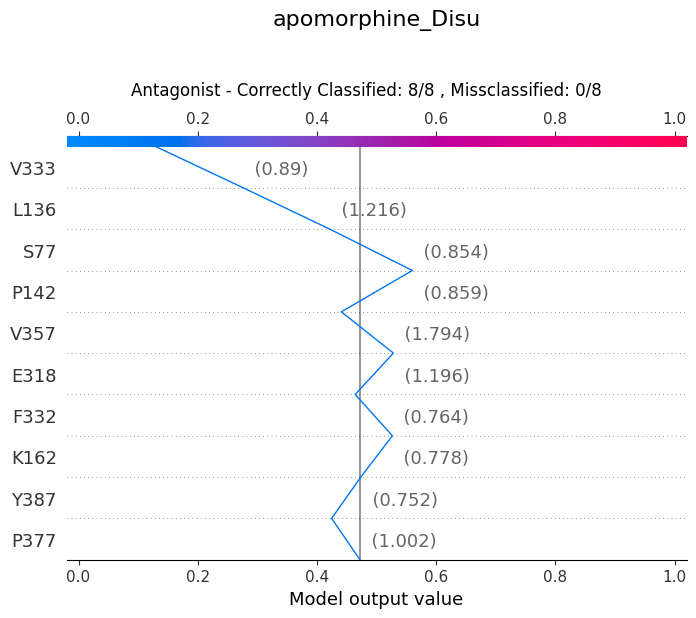 apomorphine_Disu
Antagonist - Correctly Classified: 8/8 , Missclassified: 0/8
0.0 0.2 0.4 0.6 0.8 1.0
V333 (0.89)
L136 (1.216)
S77 (0.854)
P142 (0.859)
V357 (1.794)
E318 (1.196)
F332 (0.764)
K162 (0.778)
Y387 (0.752)
P377 (1.002)
0.0 0.2 0.4 0.6 0.8 1.0
Model output value